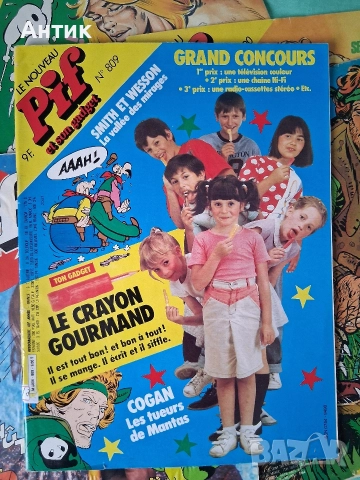 Антик
LE NOUVEAU
Pif
et son gadget
N° 809
9F.
GRAND CONCOURS
1er prix : une télévision couleur
• 2e prix : une chaîne Hi-Fi
• 3e prix : une radio-cassettes stéréo • Etc.
SMITH ET WESSON
La vallée des mirages
AAAH!
TON GADGET
LE CRAYON
GOURMAND
Il est tout bon! et bon à tout!
Il se mange. Il écrit et il siffle.
COGAN
Les tueurs
de Mantas
BAZAR